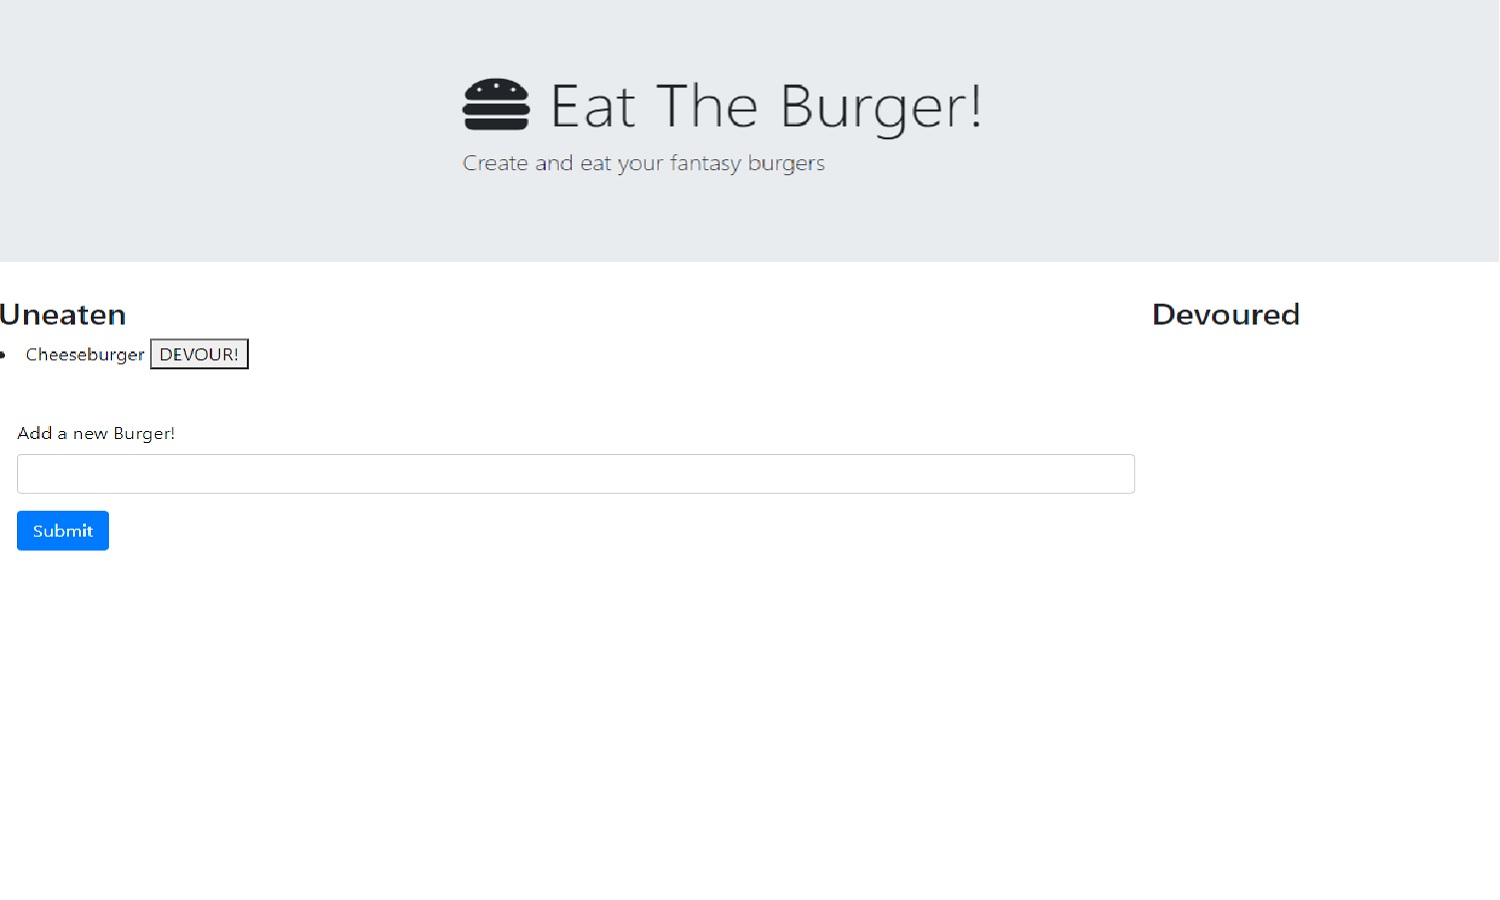 Eat The Burger!
Create and eat your fantasy burgers
Uneaten
Cheeseburger DEVOUR!
Add a new Burger!
Submit
Devoured